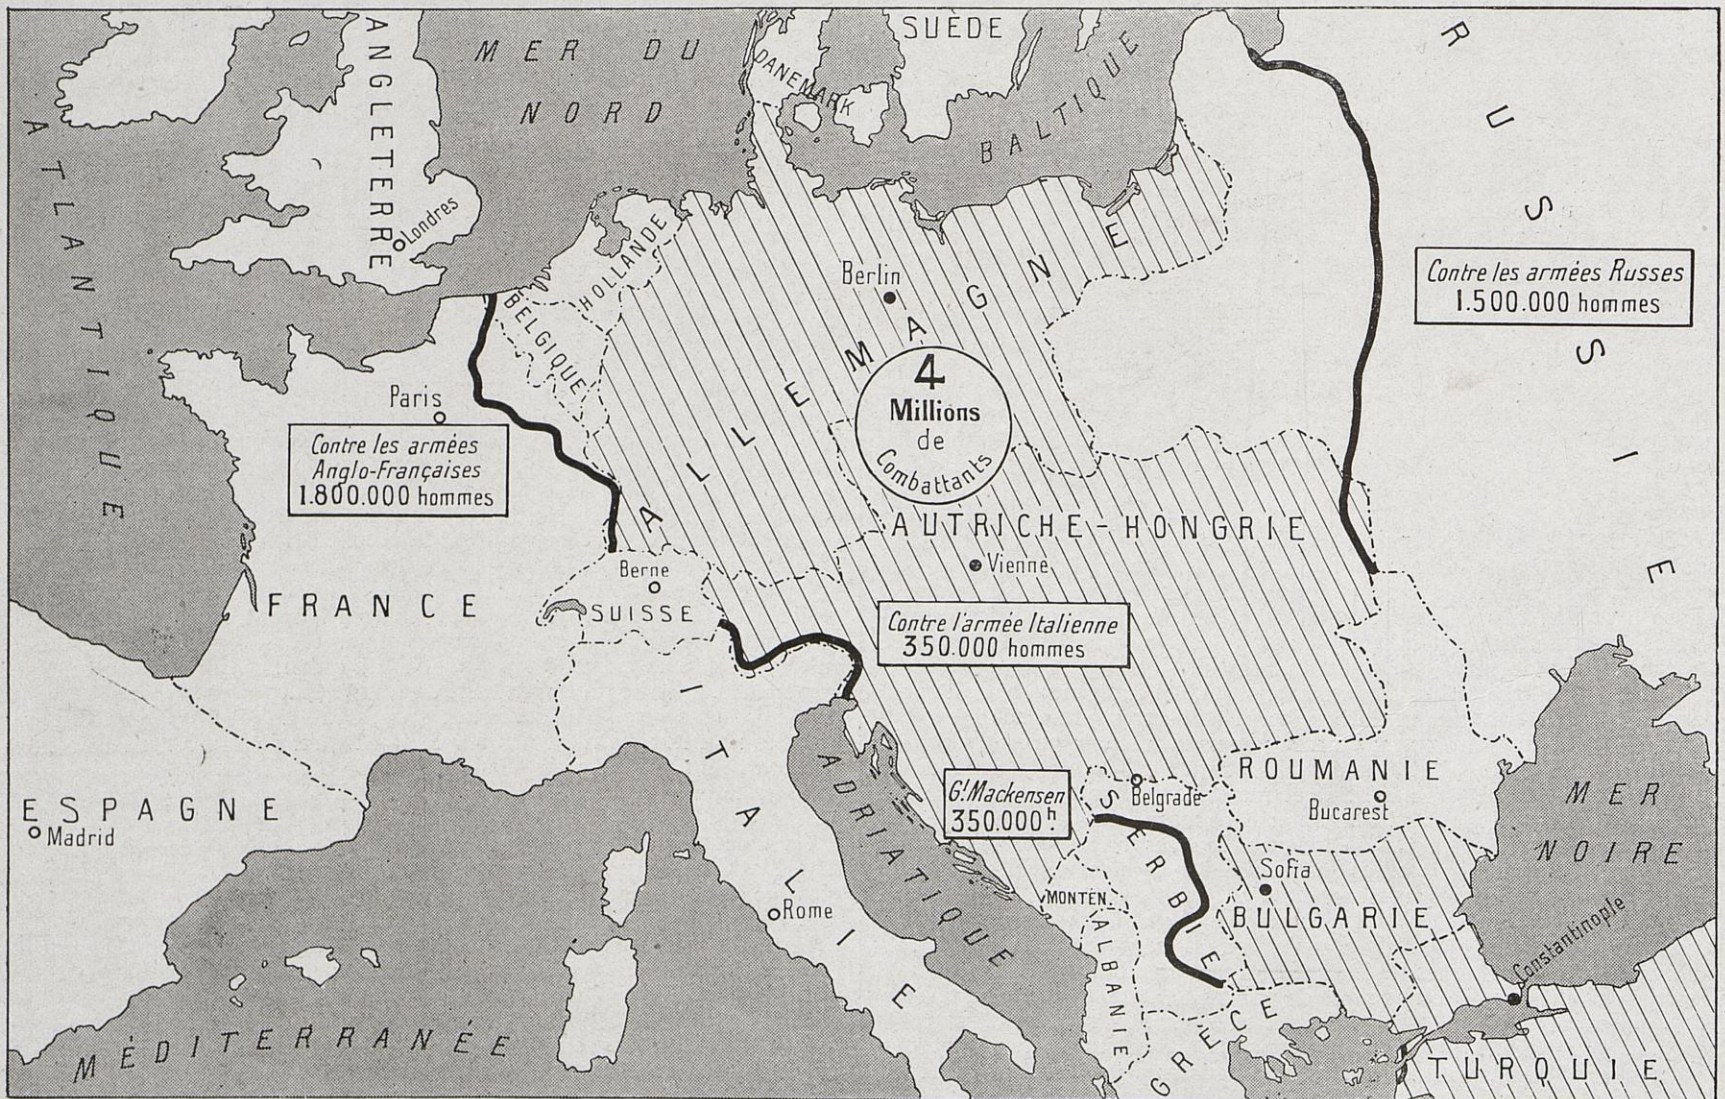 ATLANTIQUE
ANGLETERRE
Londres
MER DU
NORD
DANEMARK
SUÈDE
BALTIQUE
RUSSIE
HOLLANDE
BELGIQUE
Berlin
ALLEMAGNE
4
Millions
de
Combattants
Contre les armées Russes
1.500.000 hommes
Paris
Contre les armées
Anglo-Françaises
1.800.000 hommes
AUTRICHE-HONGRIE
Vienne
Berne
SUISSE
FRANCE
Contre l'armée Italienne
350.000 hommes
ITALIE
Rome
ADRIATIQUE
Gl Mackensen
350.000h.
SERBIE
Belgrade
ROUMANIE
Bucarest
MER
NOIRE
ESPAGNE
Madrid
Sofia
BULGARIE
MONTÉN.
ALBANIE
Constantinople
GRÈCE
TURQUIE
MÉDITERRANÉE